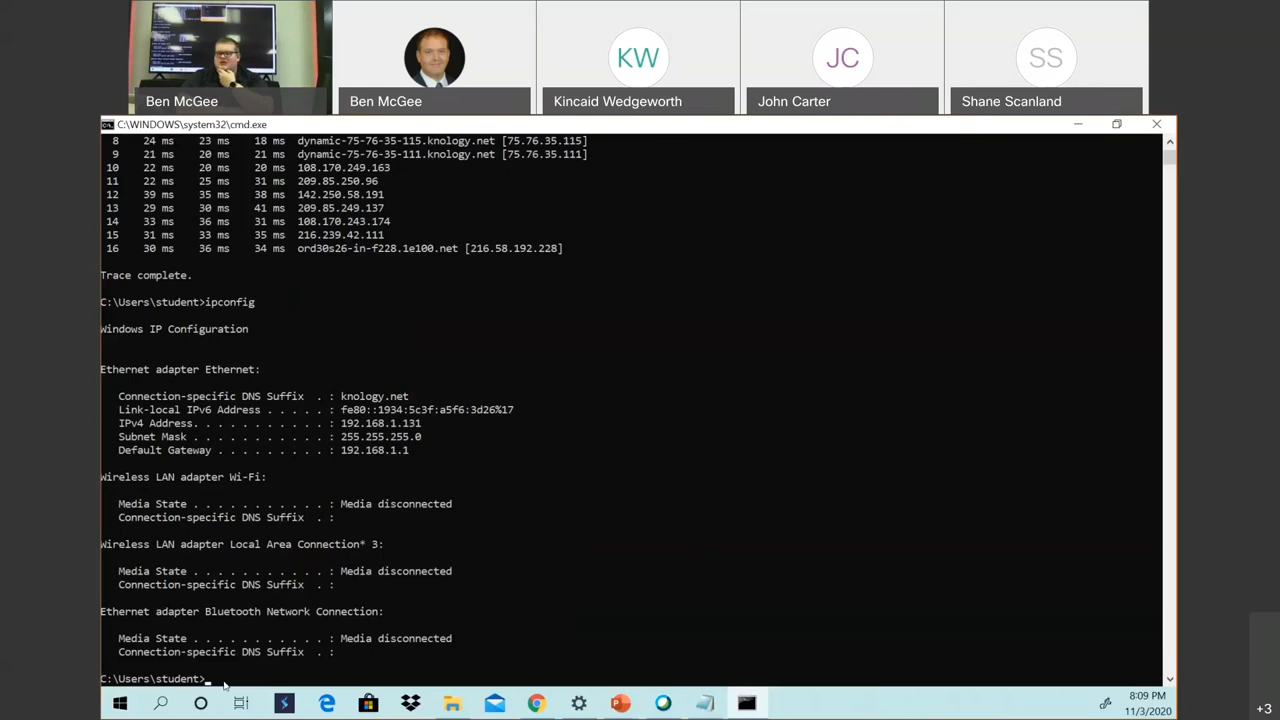 Ben McGee
Ben McGee
KW
Kincaid Wedgeworth
JC
John Carter
SS
Shane Scanland
C:\WINDOWS\system32\cmd.exe
8 24 ms 23 ms 18 ms dynamic-75-76-35-115.knology.net [75.76.35.115]
9 21 ms 20 ms 21 ms dynamic-75-76-35-111.knology.net [75.76.35.111]
10 22 ms 20 ms 20 ms 108.170.249.163
11 22 ms 25 ms 31 ms 209.85.250.96
12 39 ms 35 ms 38 ms 142.250.58.191
13 29 ms 30 ms 41 ms 209.85.249.137
14 33 ms 36 ms 31 ms 108.170.243.174
15 31 ms 33 ms 35 ms 216.239.42.111
16 30 ms 36 ms 34 ms ord30s26-in-f228.1e100.net [216.58.192.228]
Trace complete.
C:\Users\student>ipconfig
Windows IP Configuration
Ethernet adapter Ethernet:
Connection-specific DNS Suffix . : knology.net
Link-local IPv6 Address . . . . . : fe80::1934:5c3f:a5f6:3d26%17
IPv4 Address. . . . . . . . . . . : 192.168.1.131
Subnet Mask . . . . . . . . . . . : 255.255.255.0
Default Gateway . . . . . . . . . : 192.168.1.1
Wireless LAN adapter Wi-Fi:
Media State . . . . . . . . . . . : Media disconnected
Connection-specific DNS Suffix . :
Wireless LAN adapter Local Area Connection* 3:
Media State . . . . . . . . . . . : Media disconnected
Connection-specific DNS Suffix . :
Ethernet adapter Bluetooth Network Connection:
Media State . . . . . . . . . . . : Media disconnected
Connection-specific DNS Suffix . :
C:\Users\student>
8:09 PM
11/3/2020
+3